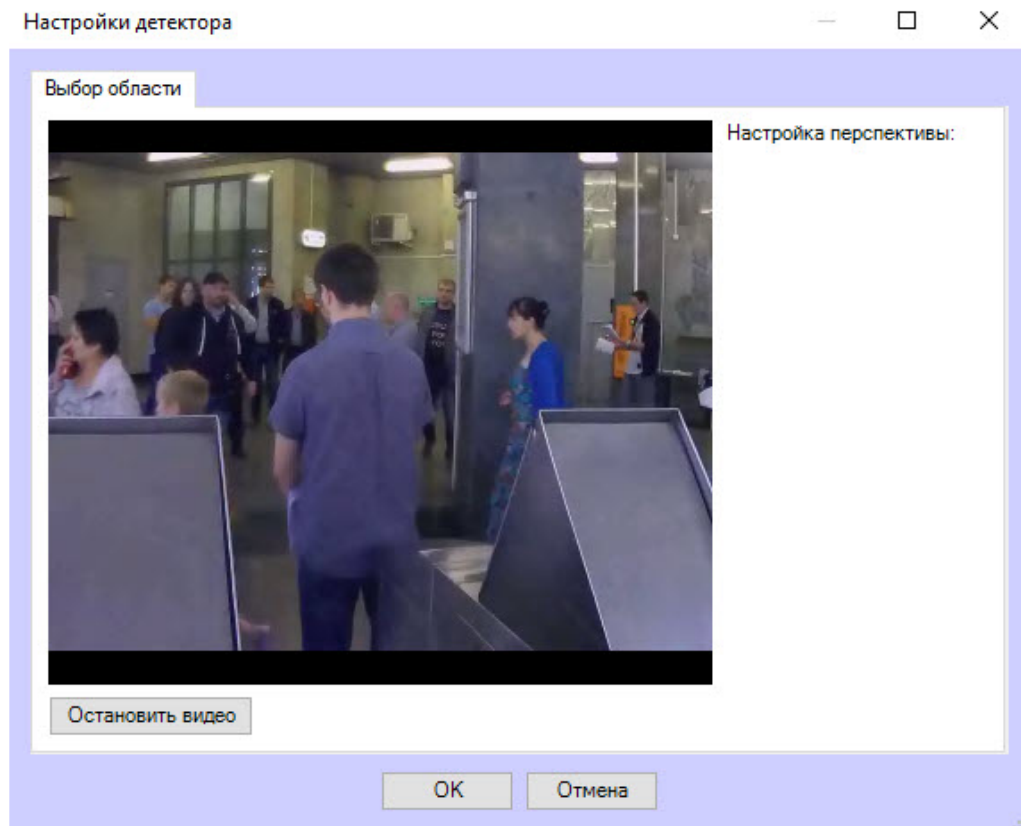 Настройки детектора
Выбор области
Настройка перспективы:
Остановить видео
OK
Отмена